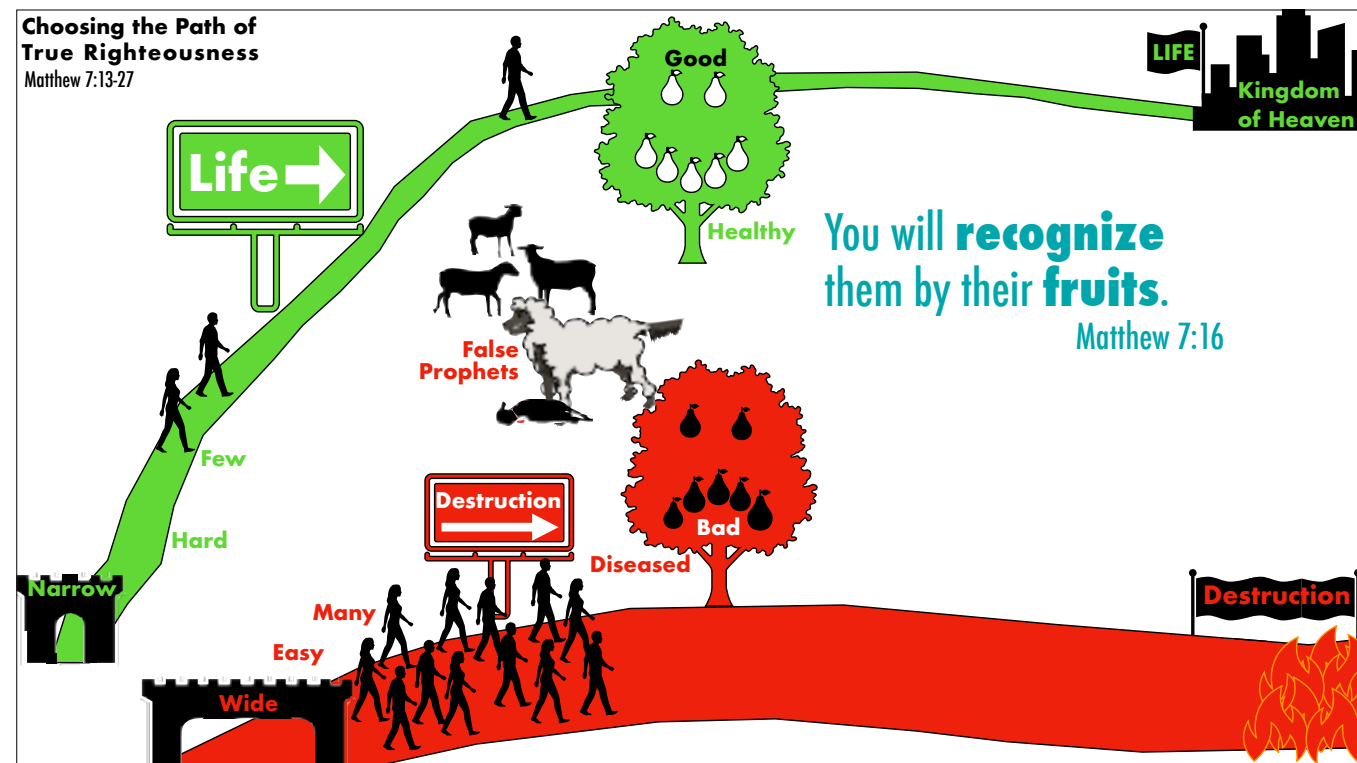 Choosing the Path of
True Righteousness
Matthew 7:13-27
Good
LIFE
Kingdom
of Heaven
Life
Healthy
You will recognize
them by their fruits.
Matthew 7:16
False
Prophets
Few
Hard
Narrow
Destruction
Bad
Diseased
Many
Easy
Wide
Destruction